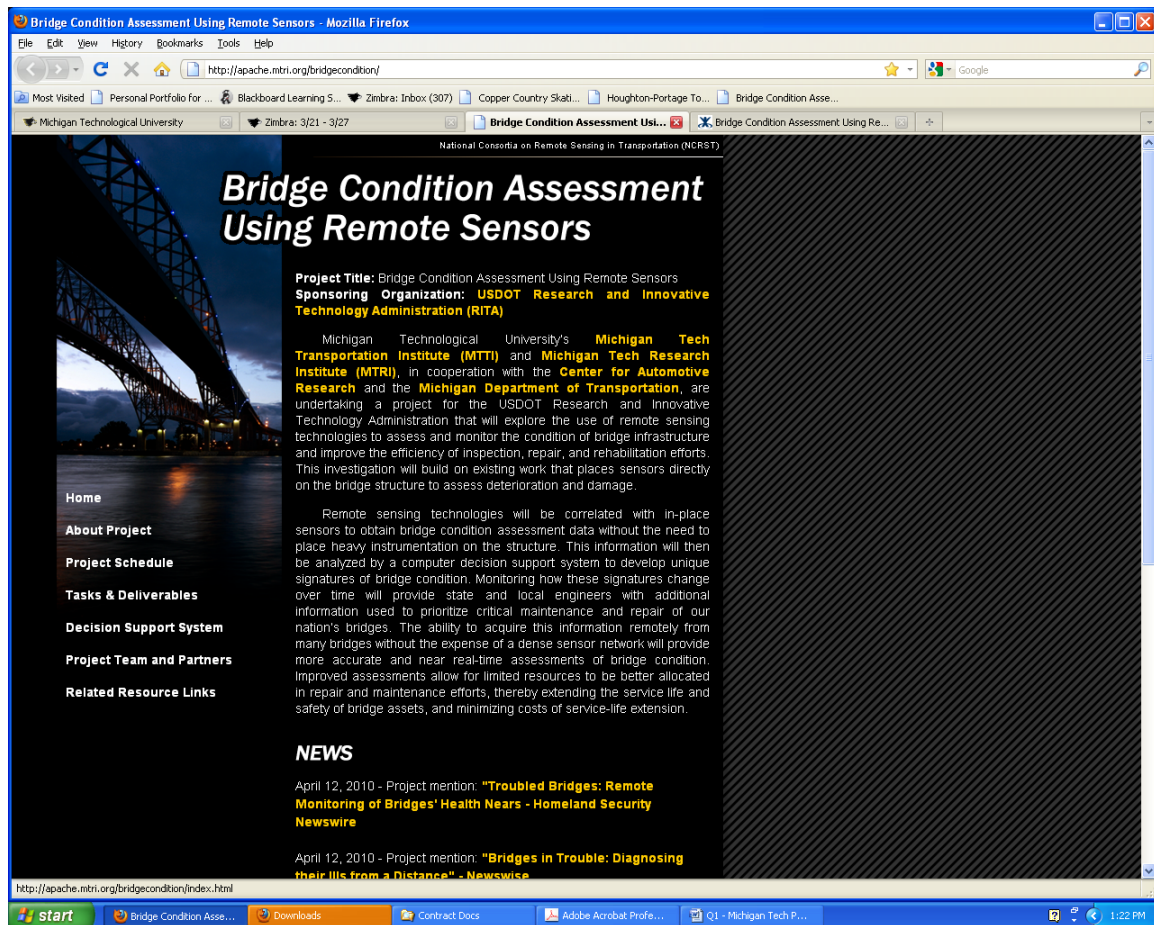 Bridge Condition Assessment Using Remote Sensors - Mozilla Firefox
File Edit View History Bookmarks Tools Help
http://apache.mtri.org/bridgecondition/
Google
Most Visited Personal Portfolio for ... Blackboard Learning S... Zimbra: Inbox (307) Copper Country Skati... Houghton-Portage To... Bridge Condition Asse...
Michigan Technological University Zimbra: 3/21 - 3/27 Bridge Condition Assessment Usi... Bridge Condition Assessment Using Re...
National Consortia on Remote Sensing in Transportation (NCRST)
Bridge Condition Assessment
Using Remote Sensors
Project Title: Bridge Condition Assessment Using Remote Sensors
Sponsoring Organization: USDOT Research and Innovative
Technology Administration (RITA)
Michigan Technological University's Michigan Tech
Transportation Institute (MTTI) and Michigan Tech Research
Institute (MTRI), in cooperation with the Center for Automotive
Research and the Michigan Department of Transportation, are
undertaking a project for the USDOT Research and Innovative
Technology Administration that will explore the use of remote sensing
technologies to assess and monitor the condition of bridge infrastructure
and improve the efficiency of inspection, repair, and rehabilitation efforts.
This investigation will build on existing work that places sensors directly
on the bridge structure to assess deterioration and damage.
Remote sensing technologies will be correlated with in-place
sensors to obtain bridge condition assessment data without the need to
place heavy instrumentation on the structure. This information will then
be analyzed by a computer decision support system to develop unique
signatures of bridge condition. Monitoring how these signatures change
over time will provide state and local engineers with additional
information used to prioritize critical maintenance and repair of our
nation's bridges. The ability to acquire this information remotely from
many bridges without the expense of a dense sensor network will provide
more accurate and near real-time assessments of bridge condition.
Improved assessments allow for limited resources to be better allocated
in repair and maintenance efforts, thereby extending the service life and
safety of bridge assets, and minimizing costs of service-life extension.
Home
About Project
Project Schedule
Tasks & Deliverables
Decision Support System
Project Team and Partners
Related Resource Links
NEWS
April 12, 2010 - Project mention: "Troubled Bridges: Remote
Monitoring of Bridges' Health Nears - Homeland Security
Newswire
April 12, 2010 - Project mention: "Bridges in Trouble: Diagnosing
their Ills from a Distance" - Newswise
http://apache.mtri.org/bridgecondition/index.html
start Bridge Condition Asse... Downloads Contract Docs Adobe Acrobat Profe... Q1 - Michigan Tech P... 1:22 PM